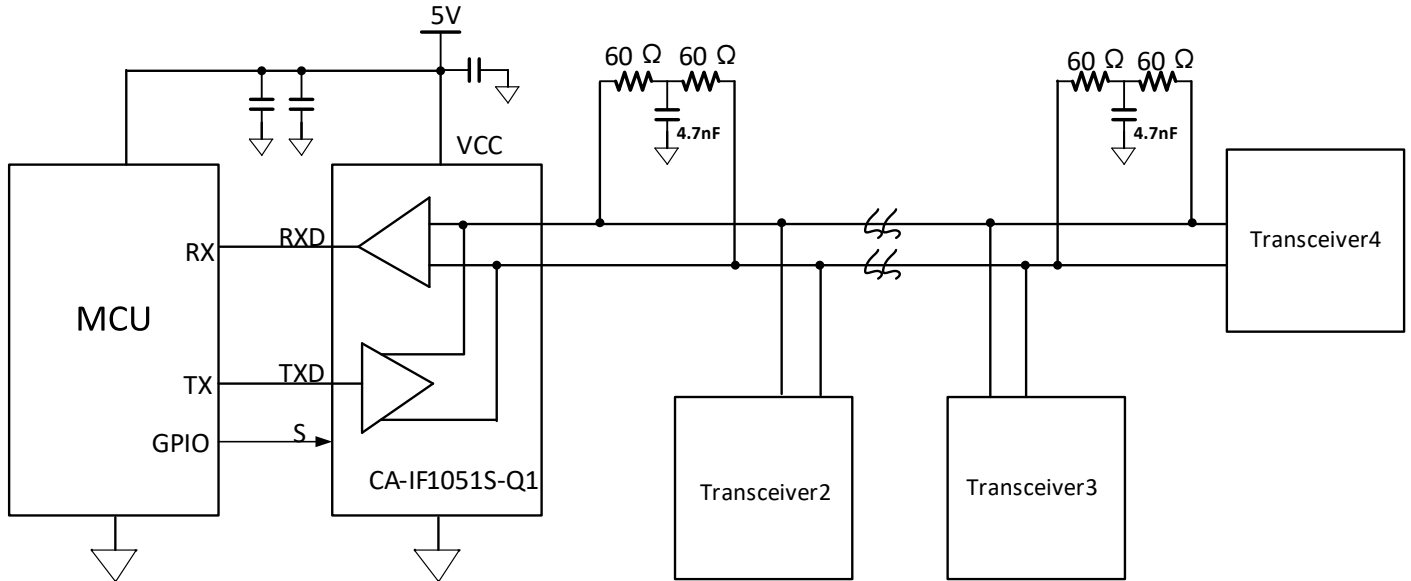 5V
60 Ω 60 Ω
60 Ω 60 Ω
4.7nF
4.7nF
VCC
RX
RXD
MCU
TX
TXD
GPIO
S
CA-IF1051S-Q1
Transceiver2
Transceiver3
Transceiver4